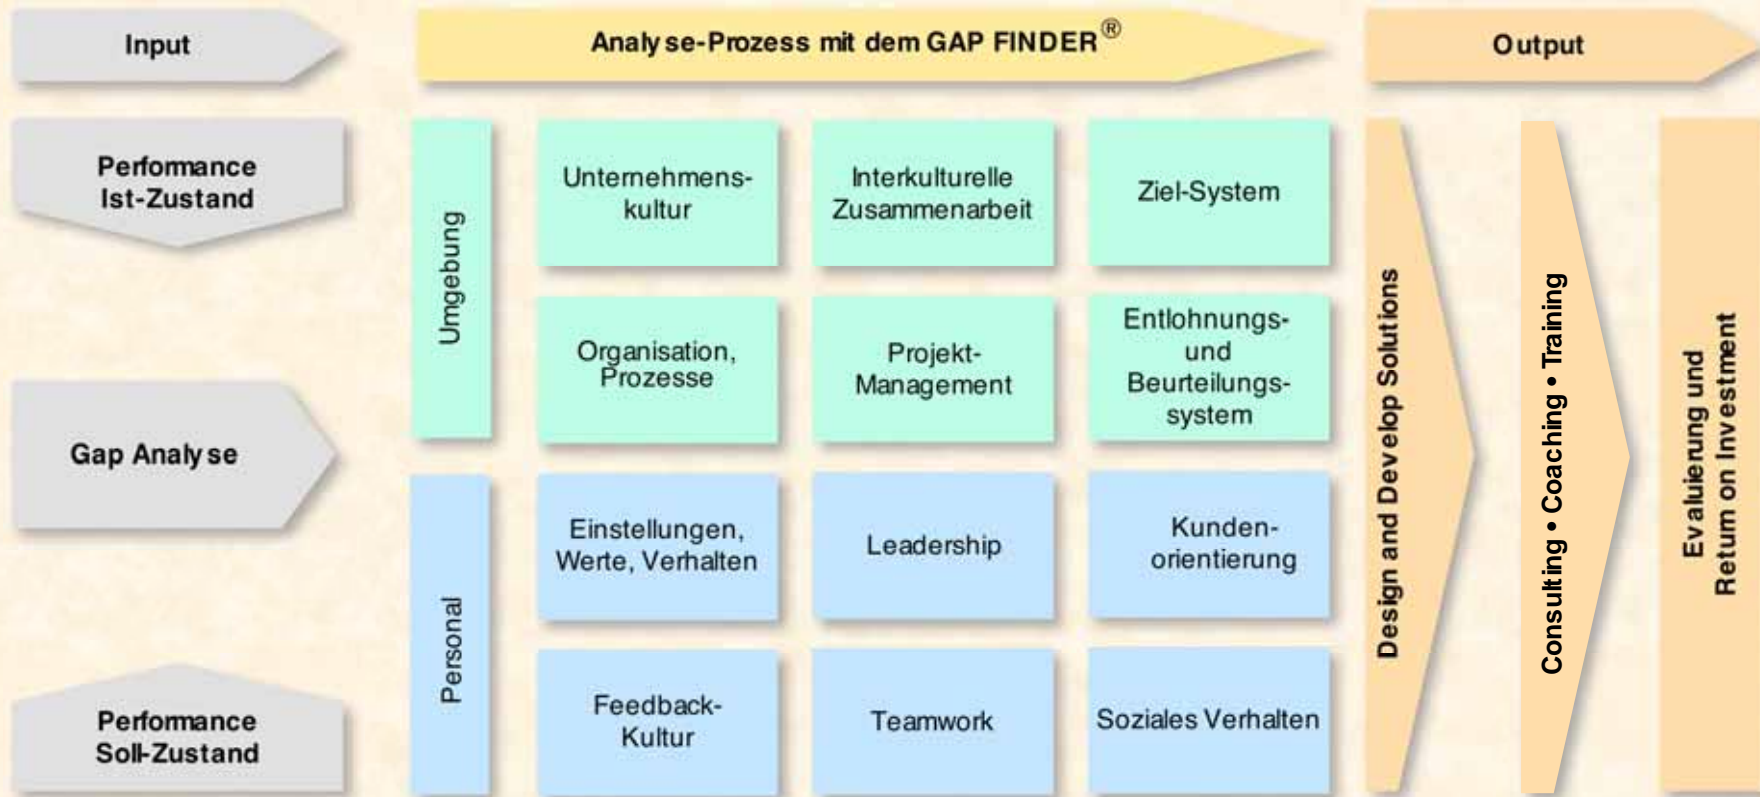 Input
Analyse-Prozess mit dem GAP FINDER®
Output
Performance
Ist-Zustand
Gap Analyse
Performance
Soll-Zustand
Umgebung
Unternehmens-
kultur
Interkulturelle
Zusammenarbeit
Ziel-System
Organisation,
Prozesse
Projekt-
Management
Entlohnungs-
und
Beurteilungs-
system
Personal
Einstellungen,
Werte, Verhalten
Leadership
Kunden-
orientierung
Feedback-
Kultur
Teamwork
Soziales Verhalten
Design and Develop Solutions
Consulting • Coaching • Training
Evaluierung und
Return on Investment